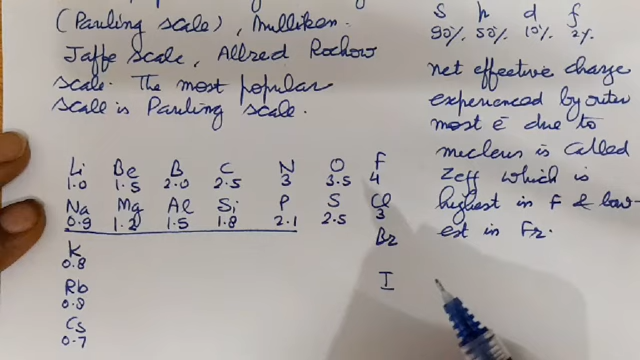 (Pauling scale), Mulliken
Jaffe scale, Allred Rochow
scale. The most popular
scale is Pauling scale.
Li Be B C N O F
1.0 1.5 2.0 2.5 3 3.5 4
Na Mg Al Si P S Cl
0.9 1.2 1.5 1.8 2.1 2.5 3
Br
K
0.8
I
Rb
0.8
Cs
0.7
S p d f
90% 50% 10% 2%
net effective charge
experienced by outer
most e due to
nucleus is called
Zeff which is
highest in F & low-
est in Fr.